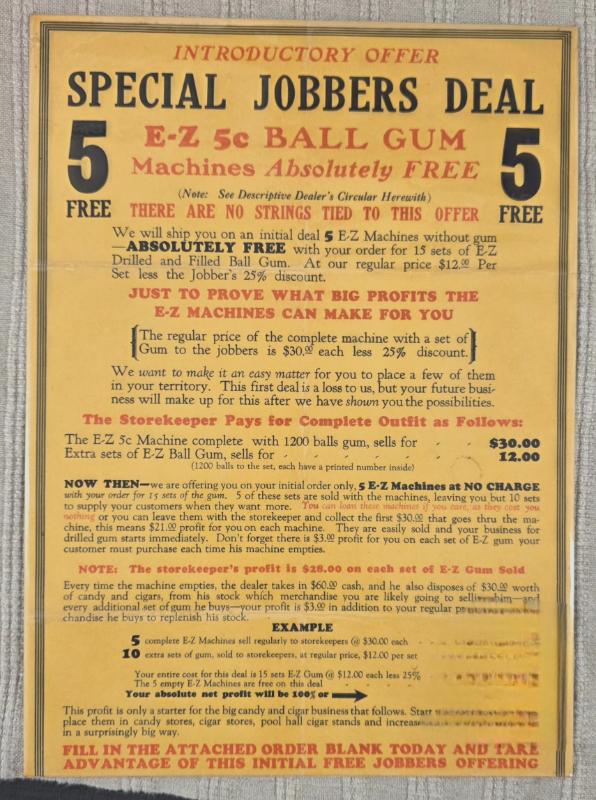 INTRODUCTORY OFFER
SPECIAL JOBBERS DEAL
5 FREE
E-Z 5c BALL GUM
Machines Absolutely FREE
5 FREE
(Note: See Descriptive Dealer's Circular Herewith)
THERE ARE NO STRINGS TIED TO THIS OFFER
We will ship you on an initial deal 5 E-Z Machines without gum
—ABSOLUTELY FREE with your order for 15 sets of E-Z
Drilled and Filled Ball Gum. At our regular price $12.00 Per
Set less the Jobber's 25% discount.
JUST TO PROVE WHAT BIG PROFITS THE
E-Z MACHINES CAN MAKE FOR YOU
{The regular price of the complete machine with a set of
Gum to the jobbers is $30.00 each less 25% discount.}
We want to make it an easy matter for you to place a few of them
in your territory. This first deal is a loss to us, but your future busi-
ness will make up for this after we have shown you the possibilities.
The Storekeeper Pays for Complete Outfit as Follows:
The E-Z 5c Machine complete with 1200 balls gum, sells for - - $30.00
Extra sets of E-Z Ball Gum, sells for - - - - - - - 12.00
(1200 balls to the set, each have a printed number inside)
NOW THEN—we are offering you on your initial order only, 5 E-Z Machines at NO CHARGE
with your order for 15 sets of the gum. 5 of these sets are sold with the machines, leaving you but 10 sets
to supply your customers when they want more. You can loan these machines if you care, as they cost you
nothing or you can leave them with the storekeeper and collect the first $30.00 that goes thru the ma-
chine, this means $21.00 profit for you on each machine. They are easily sold and your business for
drilled gum starts immediately. Don't forget there is $3.00 profit for you on each set of E-Z gum your
customer must purchase each time his machine empties.
NOTE: The storekeeper's profit is $28.00 on each set of E-Z Gum Sold
Every time the machine empties, the dealer takes in $60.00 cash, and he also disposes of $30.00 worth
of candy and cigars, from his stock which merchandise you are likely going to sell him—and
every additional set of gum he buys—your profit is $3.00 in addition to your regular
chandise he buys to replenish his stock.
EXAMPLE
5 complete E-Z Machines sell regularly to storekeepers @ $30.00 each
10 extra sets of gum, sold to storekeepers, at regular price, $12.00 per set
Your entire cost for this deal is 15 sets E-Z Gum @ $12.00 each less 25%
The 5 empty E-Z Machines are free on this deal
Your absolute net profit will be 100% or
This profit is only a starter for the big candy and cigar business that follows. Start
place them in candy stores, cigar stores, pool hall cigar stands and
in a surprisingly big way.
FILL IN THE ATTACHED ORDER BLANK TODAY AND TAKE
ADVANTAGE OF THIS INITIAL FREE JOBBERS OFFERING